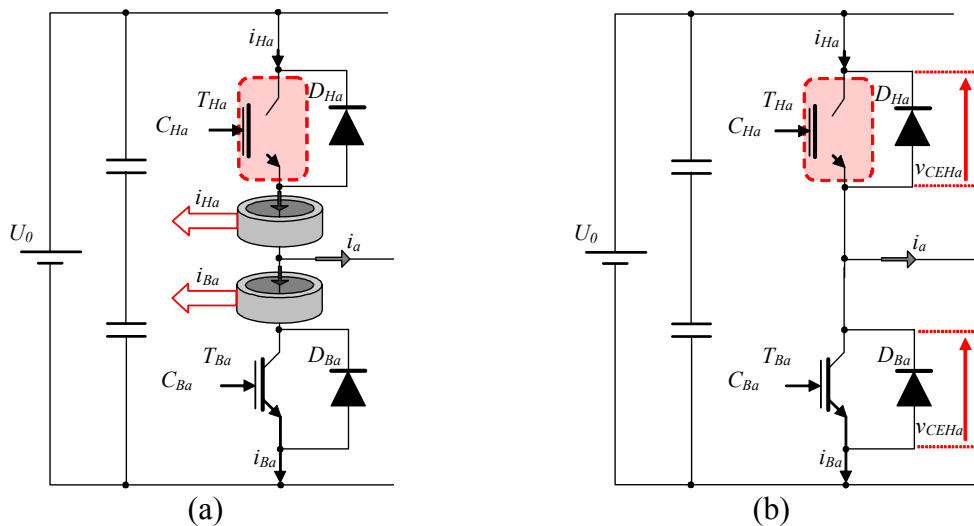 i_Ha
T_Ha
D_Ha
C_Ha
i_Ha
U_0
i_a
i_Ba
T_Ba
D_Ba
C_Ba
i_Ba
(a)
i_Ha
T_Ha
D_Ha
C_Ha
v_CEHa
U_0
i_a
T_Ba
D_Ba
C_Ba
v_CEHa
i_Ba
(b)